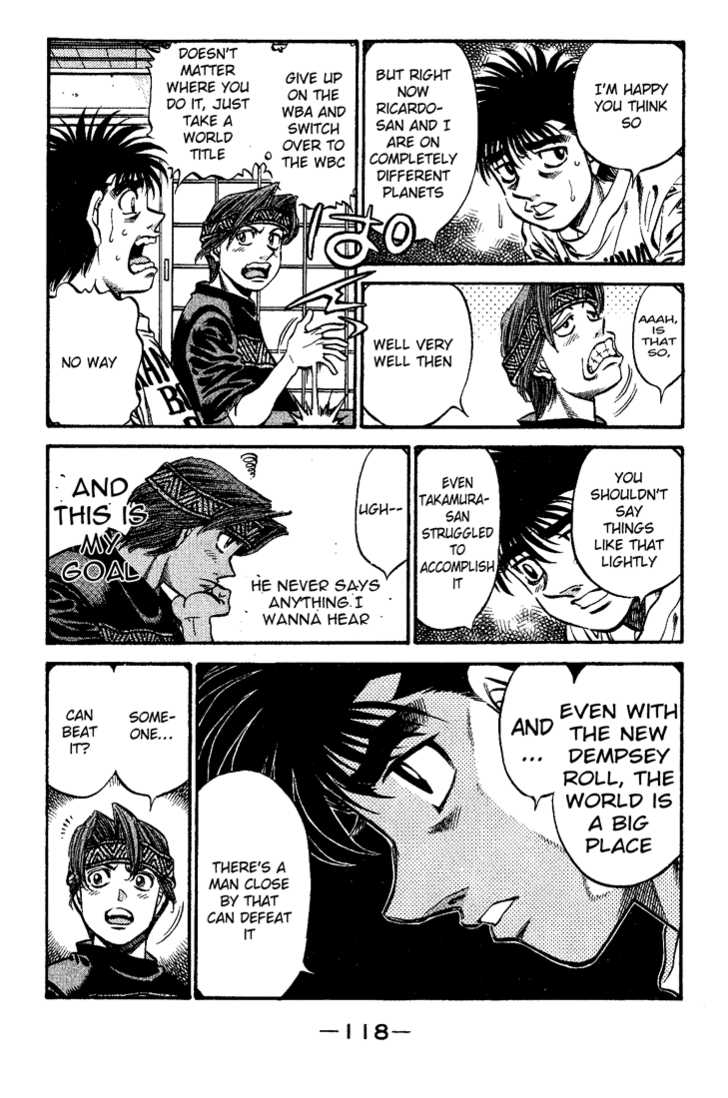 I'M HAPPY
YOU THINK
SO
BUT RIGHT
NOW
RICARDO-
SAN AND I
ARE ON
COMPLETELY
DIFFERENT
PLANETS
AAAH,
IS
THAT
SO,
WELL VERY
WELL THEN
GIVE UP
ON THE
WBA AND
SWITCH
OVER TO
THE WBC
DOESN'T
MATTER
WHERE YOU
DO IT, JUST
TAKE A
WORLD
TITLE
NO WAY
YOU
SHOULDN'T
SAY
THINGS
LIKE THAT
LIGHTLY
EVEN
TAKAMURA-
SAN
STRUGGLED
TO
ACCOMPLISH
IT
UGH--
HE NEVER SAYS
ANYTHING I
WANNA HEAR
AND
THIS IS
MY
GOAL
EVEN WITH
THE NEW
DEMPSEY
ROLL, THE
WORLD IS
A BIG
PLACE
AND
...
THERE'S A
MAN CLOSE
BY THAT
CAN DEFEAT
IT
SOME-
ONE...
CAN
BEAT
IT?
—118—